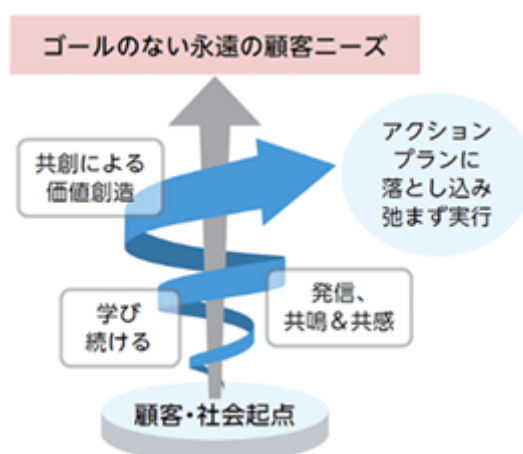 ゴールのない永遠の顧客ニーズ
共創による
価値創造
アクション
プランに
落とし込み
弛まず実行
学び
続ける
発信、
共鳴＆共感
顧客・社会起点